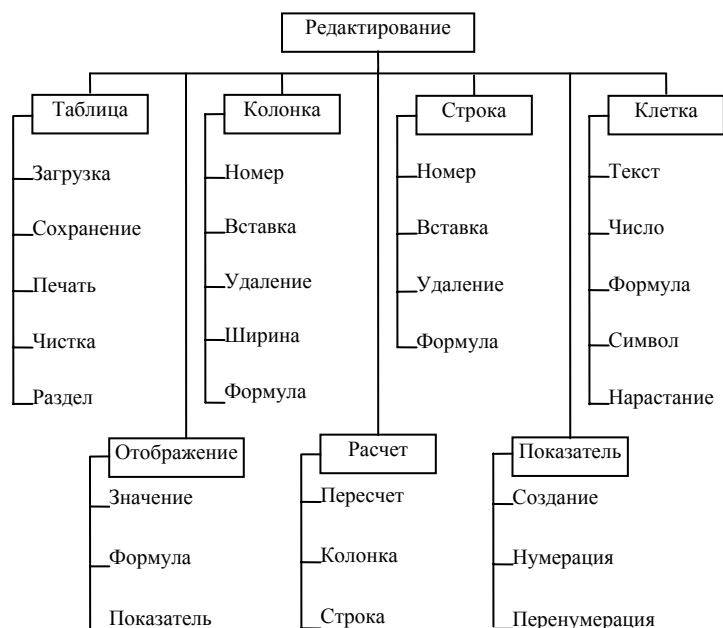 Редактирование
Таблица
Колонка
Строка
Клетка
Загрузка
Номер
Номер
Текст
Сохранение
Вставка
Вставка
Число
Печать
Удаление
Удаление
Формула
Чистка
Ширина
Формула
Символ
Раздел
Формула
Нарастание
Отображение
Расчет
Показатель
Значение
Пересчет
Создание
Формула
Колонка
Нумерация
Показатель
Строка
Перенумерация